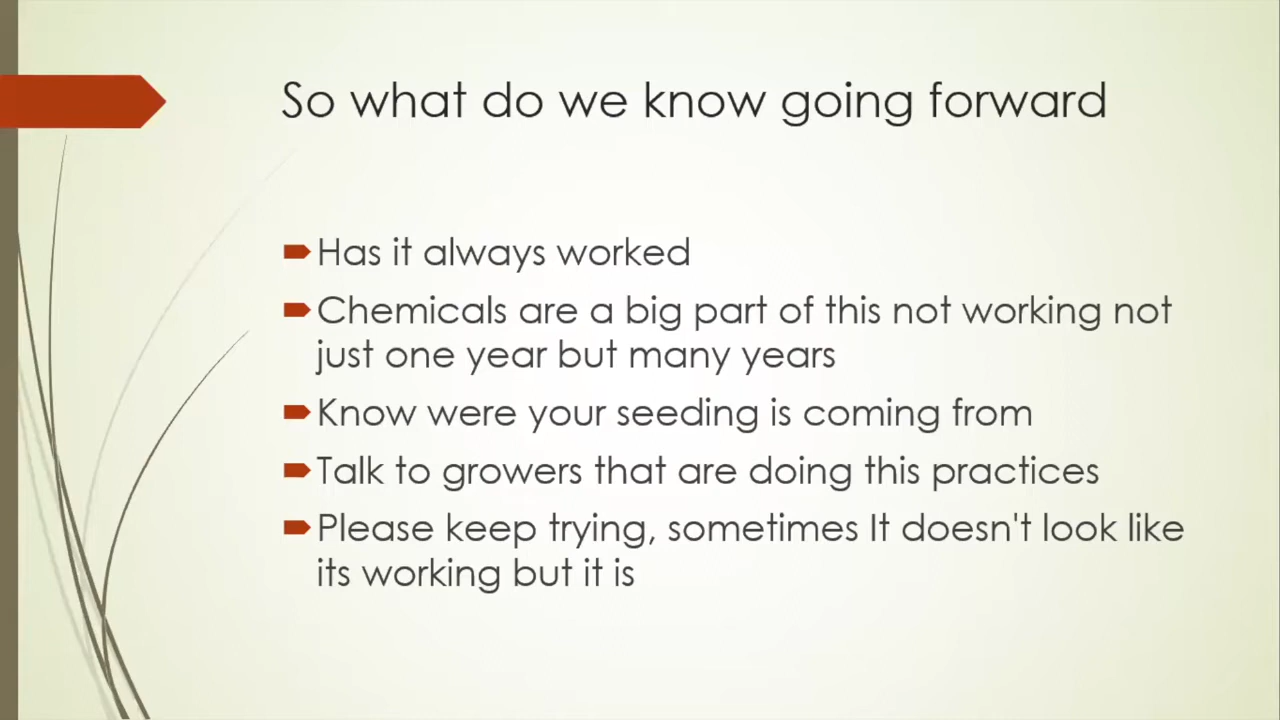 So what do we know going forward
Has it always worked
Chemicals are a big part of this not working not
just one year but many years
Know were your seeding is coming from
Talk to growers that are doing this practices
Please keep trying, sometimes It doesn't look like
its working but it is